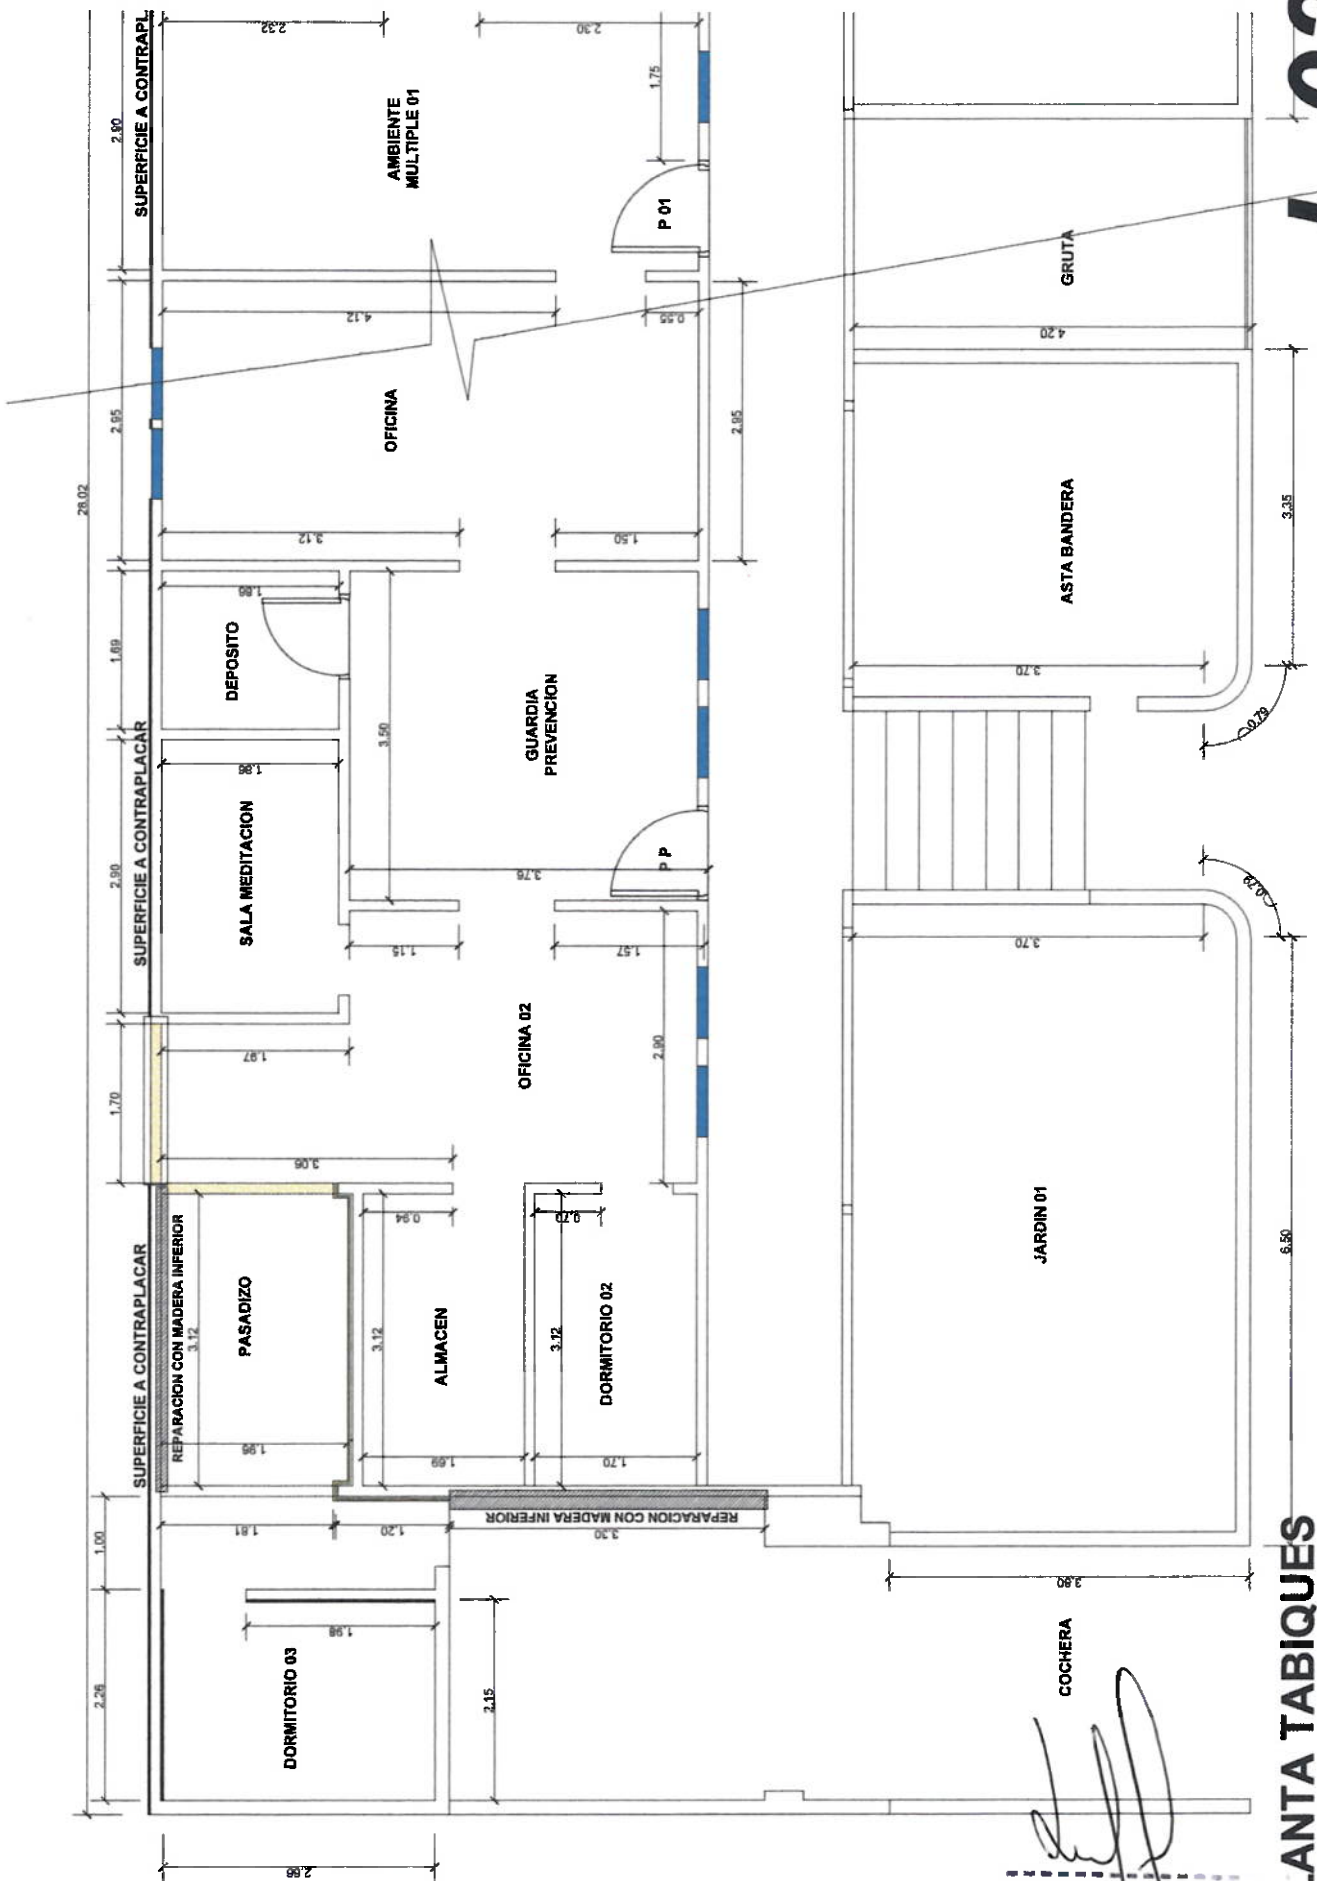 28.02
2.26
1.00
1.70
2.90
1.69
2.95
2.90
SUPERFICIE A CONTRAPLACAR
SUPERFICIE A CONTRAPLACAR
SUPERFICIE A CONTRAPL
REPARACION CON MADERA INFERIOR
3.12
PASADIZO
1.96
1.81
1.20
1.97
3.06
SALA MEDITACION
1.86
DEPOSITO
1.86
3.12
1.50
OFICINA
4.12
0.55
2.32
2.30
AMBIENTE
MULTIPLE 01
1.75
P 01
3.50
GUARDIA
PREVENCION
3.76
P P
1.15
1.57
OFICINA 02
2.90
2.95
0.94
3.12
ALMACEN
1.69
0.70
3.12
DORMITORIO 02
1.70
REPARACION CON MADERA INFERIOR
3.30
1.98
DORMITORIO 03
2.15
2.86
COCHERA
3.80
JARDIN 01
3.70
6.50
0.79
0.79
ASTA BANDERA
3.70
3.35
GRUTA
4.20
LANTA TABIQUES